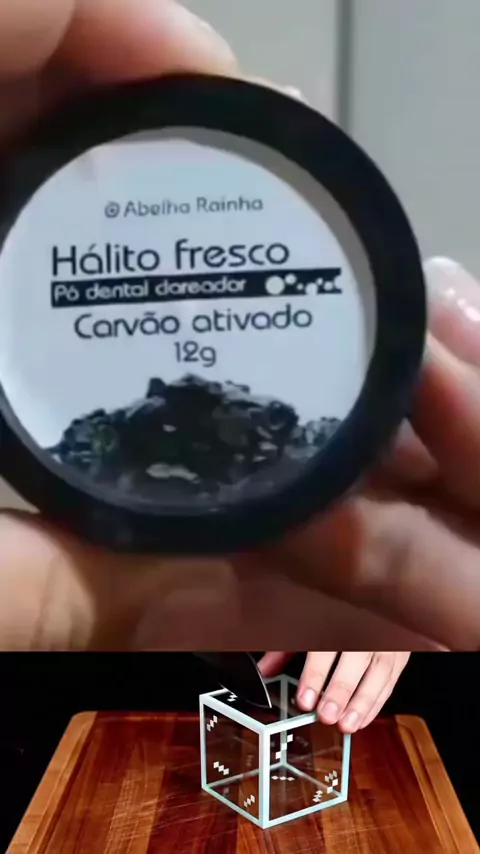 Abelha Rainha
Hálito fresco
Pó dental clareador
Carvão ativado
12g